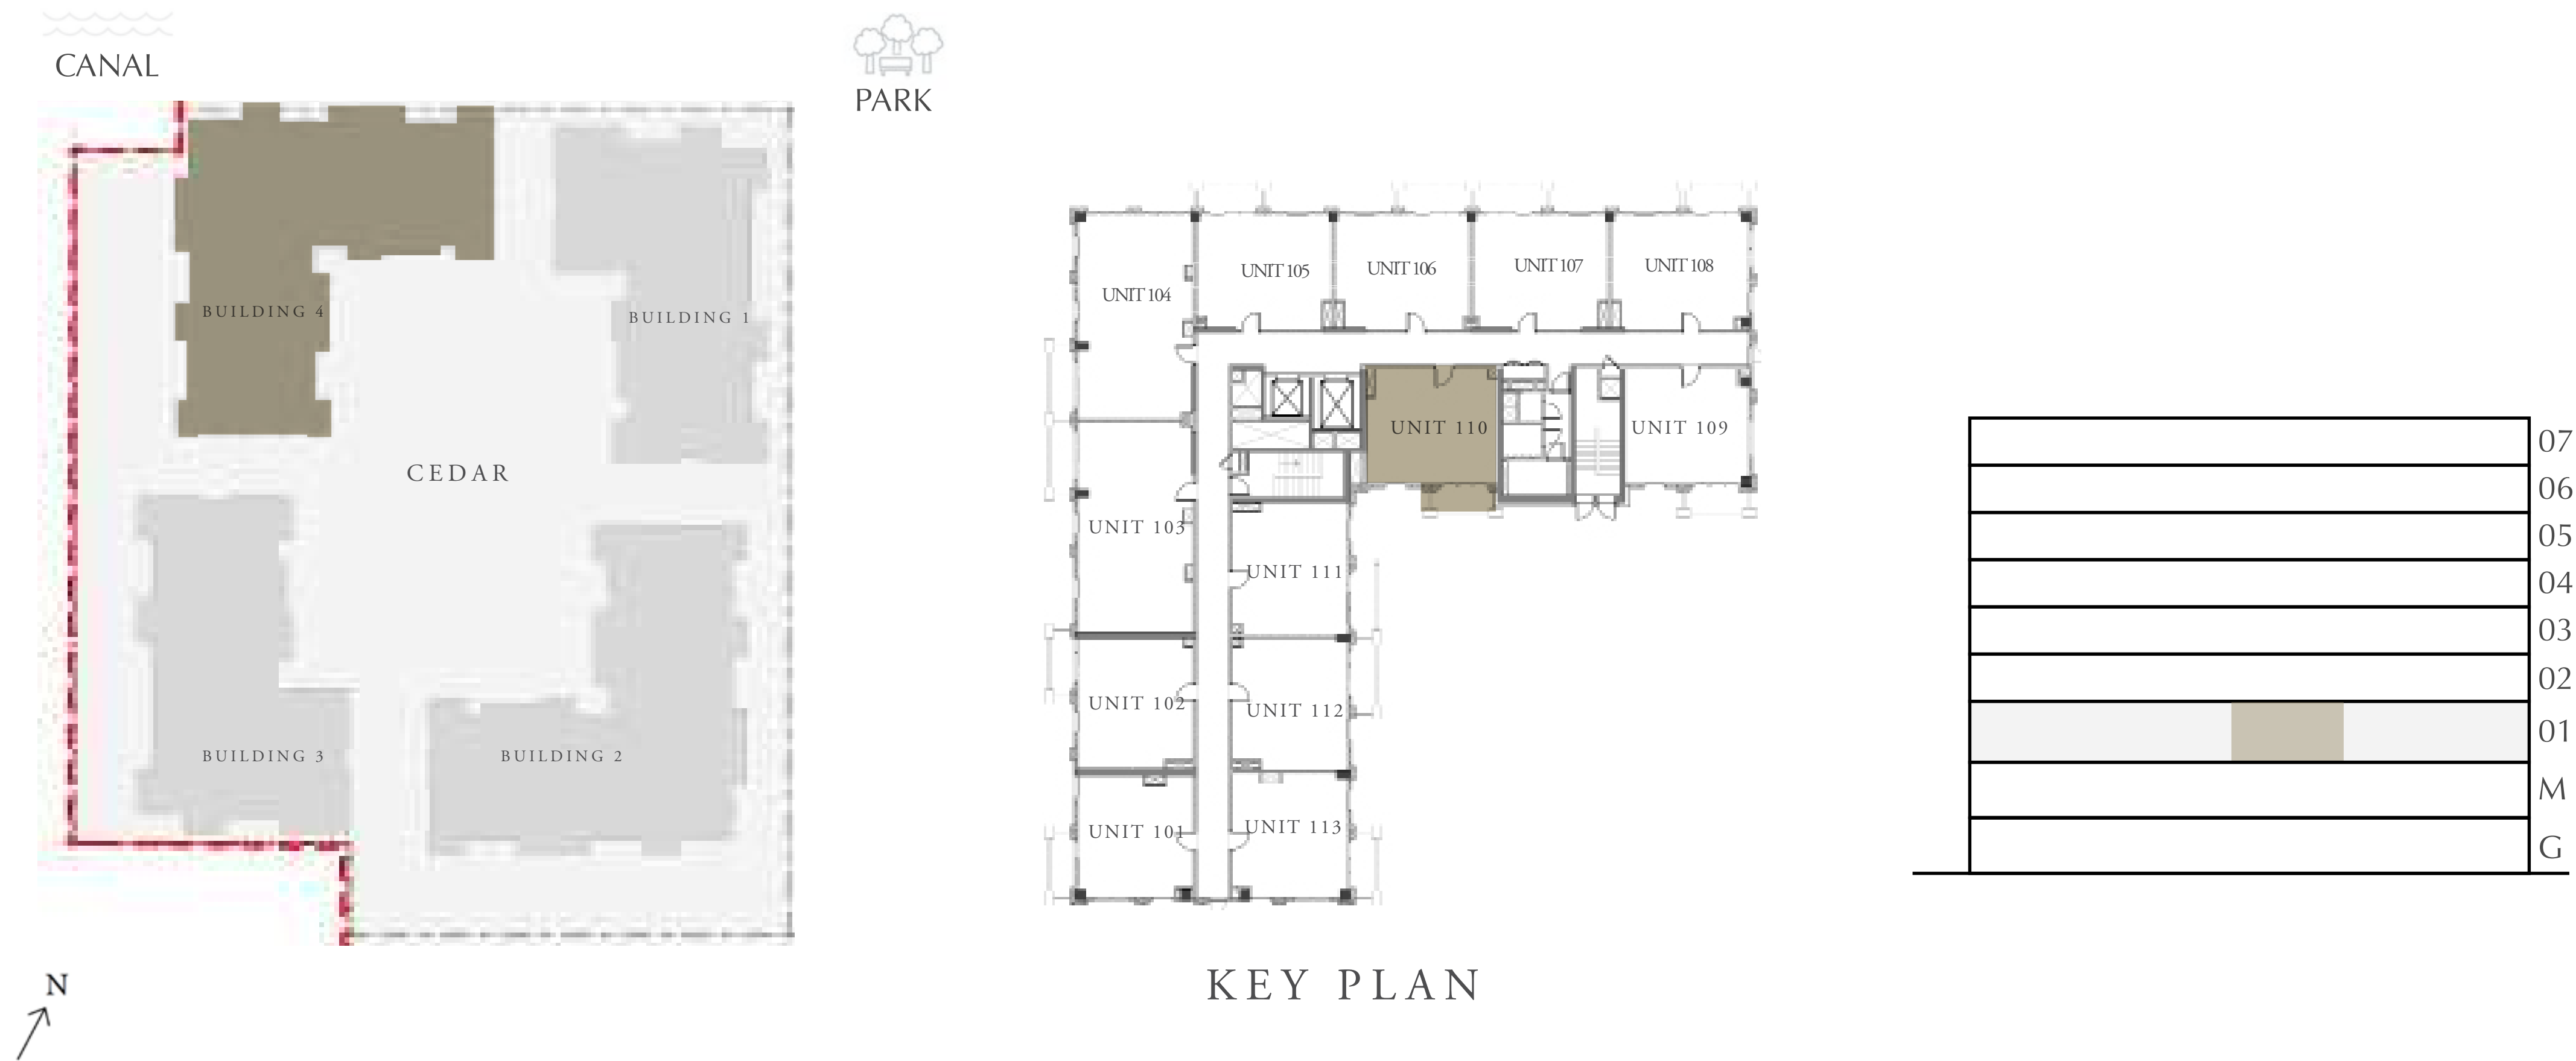 CANAL
PARK
BUILDING 4
BUILDING 1
CEDAR
BUILDING 3
BUILDING 2
N
UNIT 104
UNIT 105
UNIT 106
UNIT 107
UNIT 108
UNIT 110
UNIT 109
UNIT 103
UNIT 111
UNIT 102
UNIT 112
UNIT 101
UNIT 113
KEY PLAN
07
06
05
04
03
02
01
M
G